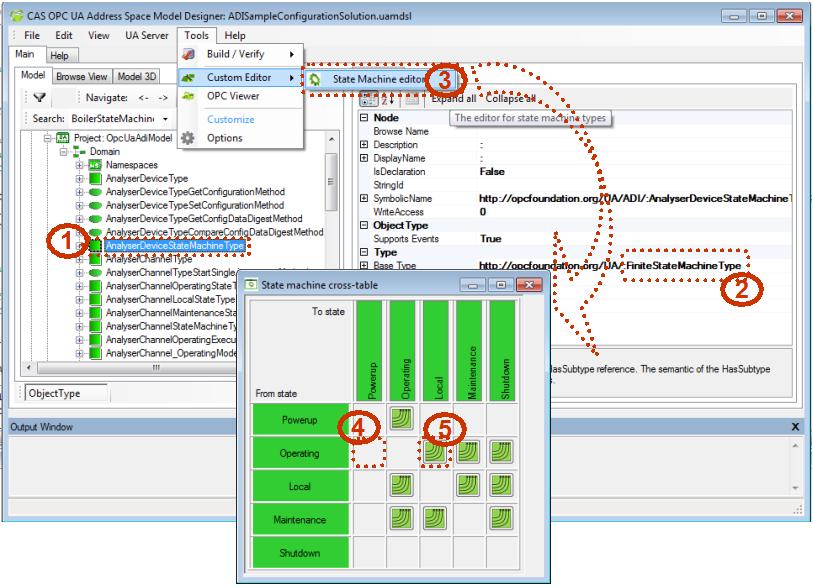 CAS OPC UA Address Space Model Designer: ADISampleConfigurationSolution.uamdsl
File Edit View UA Server Tools Help
Main Help
Build / Verify
Custom Editor
State Machine editor
3
OPC Viewer
Customize
Options
Model Browse View Model 3D
Navigate: <- ->
Search: BoilerStateMachine
Project: OpcUaAdiModel
Domain
Namespaces
AnalyserDeviceType
AnalyserDeviceTypeGetConfigurationMethod
AnalyserDeviceTypeSetConfigurationMethod
AnalyserDeviceTypeGetConfigDataDigestMethod
AnalyserDeviceTypeCompareConfigDataDigestMethod
1
AnalyserDeviceStateMachineType
AnalyserChannelType
AnalyserChannelTypeStartSingle
AnalyserChannelOperatingStateT
AnalyserChannelLocalStateType
AnalyserChannelMaintenanceSta
AnalyserChannelStateMachineTy
AnalyserChannelOperatingExecu
AnalyserChannel_OperatingMode
ObjectType
Expand all Collapse all
The editor for state machine types
Node
Browse Name
Description :
DisplayName :
IsDeclaration False
StringId
SymbolicName http://opcfoundation.org/UA/ADI/:AnalyserDeviceStateMachineT
WriteAccess 0
ObjectType
Supports Events True
Type
Base Type http://opcfoundation.org/UA/:FiniteStateMachineType
2
HasSubtype reference. The semantic of the HasSubtype
Output Window X
State machine cross-table
To state
From state
Powerup
Operating
Local
Maintenance
Shutdown
Powerup
4
5
Operating
Local
Maintenance
Shutdown